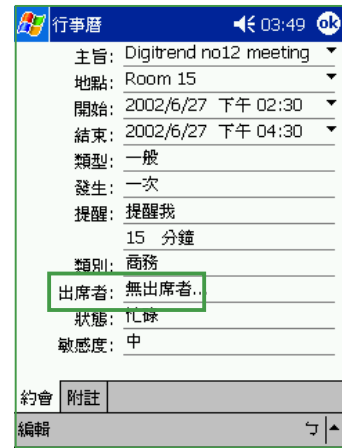 行事曆 03:49 ok
主旨: Digitrend no12 meeting
地點: Room 15
開始: 2002/6/27 下午 02:30
結束: 2002/6/27 下午 04:30
類型: 一般
發生: 一次
提醒: 提醒我
15 分鐘
類別: 商務
出席者: 無出席者...
狀態: 忙碌
敏感度: 中
約會 附註
編輯 ㄅ